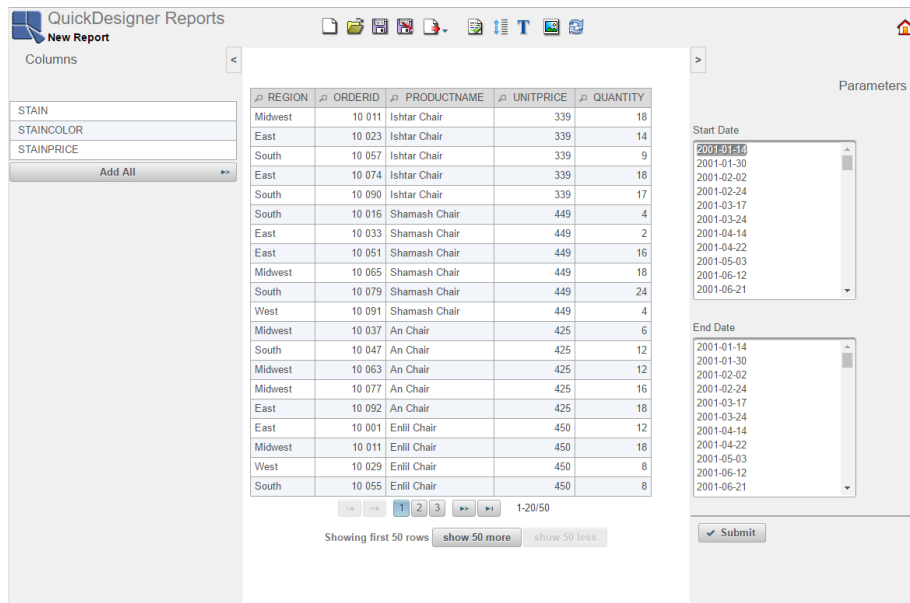 QuickDesigner Reports
New Report
T
Columns
<
>
Parameters
STAIN
STAINCOLOR
STAINPRICE
Add All
REGION ORDERID PRODUCTNAME UNITPRICE QUANTITY
Midwest 10 011 Ishtar Chair 339 18
East 10 023 Ishtar Chair 339 14
South 10 057 Ishtar Chair 339 9
East 10 074 Ishtar Chair 339 18
South 10 090 Ishtar Chair 339 17
South 10 016 Shamash Chair 449 4
East 10 033 Shamash Chair 449 2
East 10 051 Shamash Chair 449 16
Midwest 10 065 Shamash Chair 449 18
South 10 079 Shamash Chair 449 24
West 10 091 Shamash Chair 449 4
Midwest 10 037 An Chair 425 6
South 10 047 An Chair 425 12
Midwest 10 063 An Chair 425 12
Midwest 10 077 An Chair 425 16
East 10 092 An Chair 425 18
East 10 001 Enlil Chair 450 12
Midwest 10 011 Enlil Chair 450 18
West 10 029 Enlil Chair 450 8
South 10 055 Enlil Chair 450 8
1 2 3 1-20/50
Showing first 50 rows show 50 more show 50 less
Start Date
2001-01-14
2001-01-30
2001-02-02
2001-02-24
2001-03-17
2001-03-24
2001-04-14
2001-04-22
2001-05-03
2001-06-12
2001-06-21
End Date
2001-01-14
2001-01-30
2001-02-02
2001-02-24
2001-03-17
2001-03-24
2001-04-14
2001-04-22
2001-05-03
2001-06-12
2001-06-21
Submit